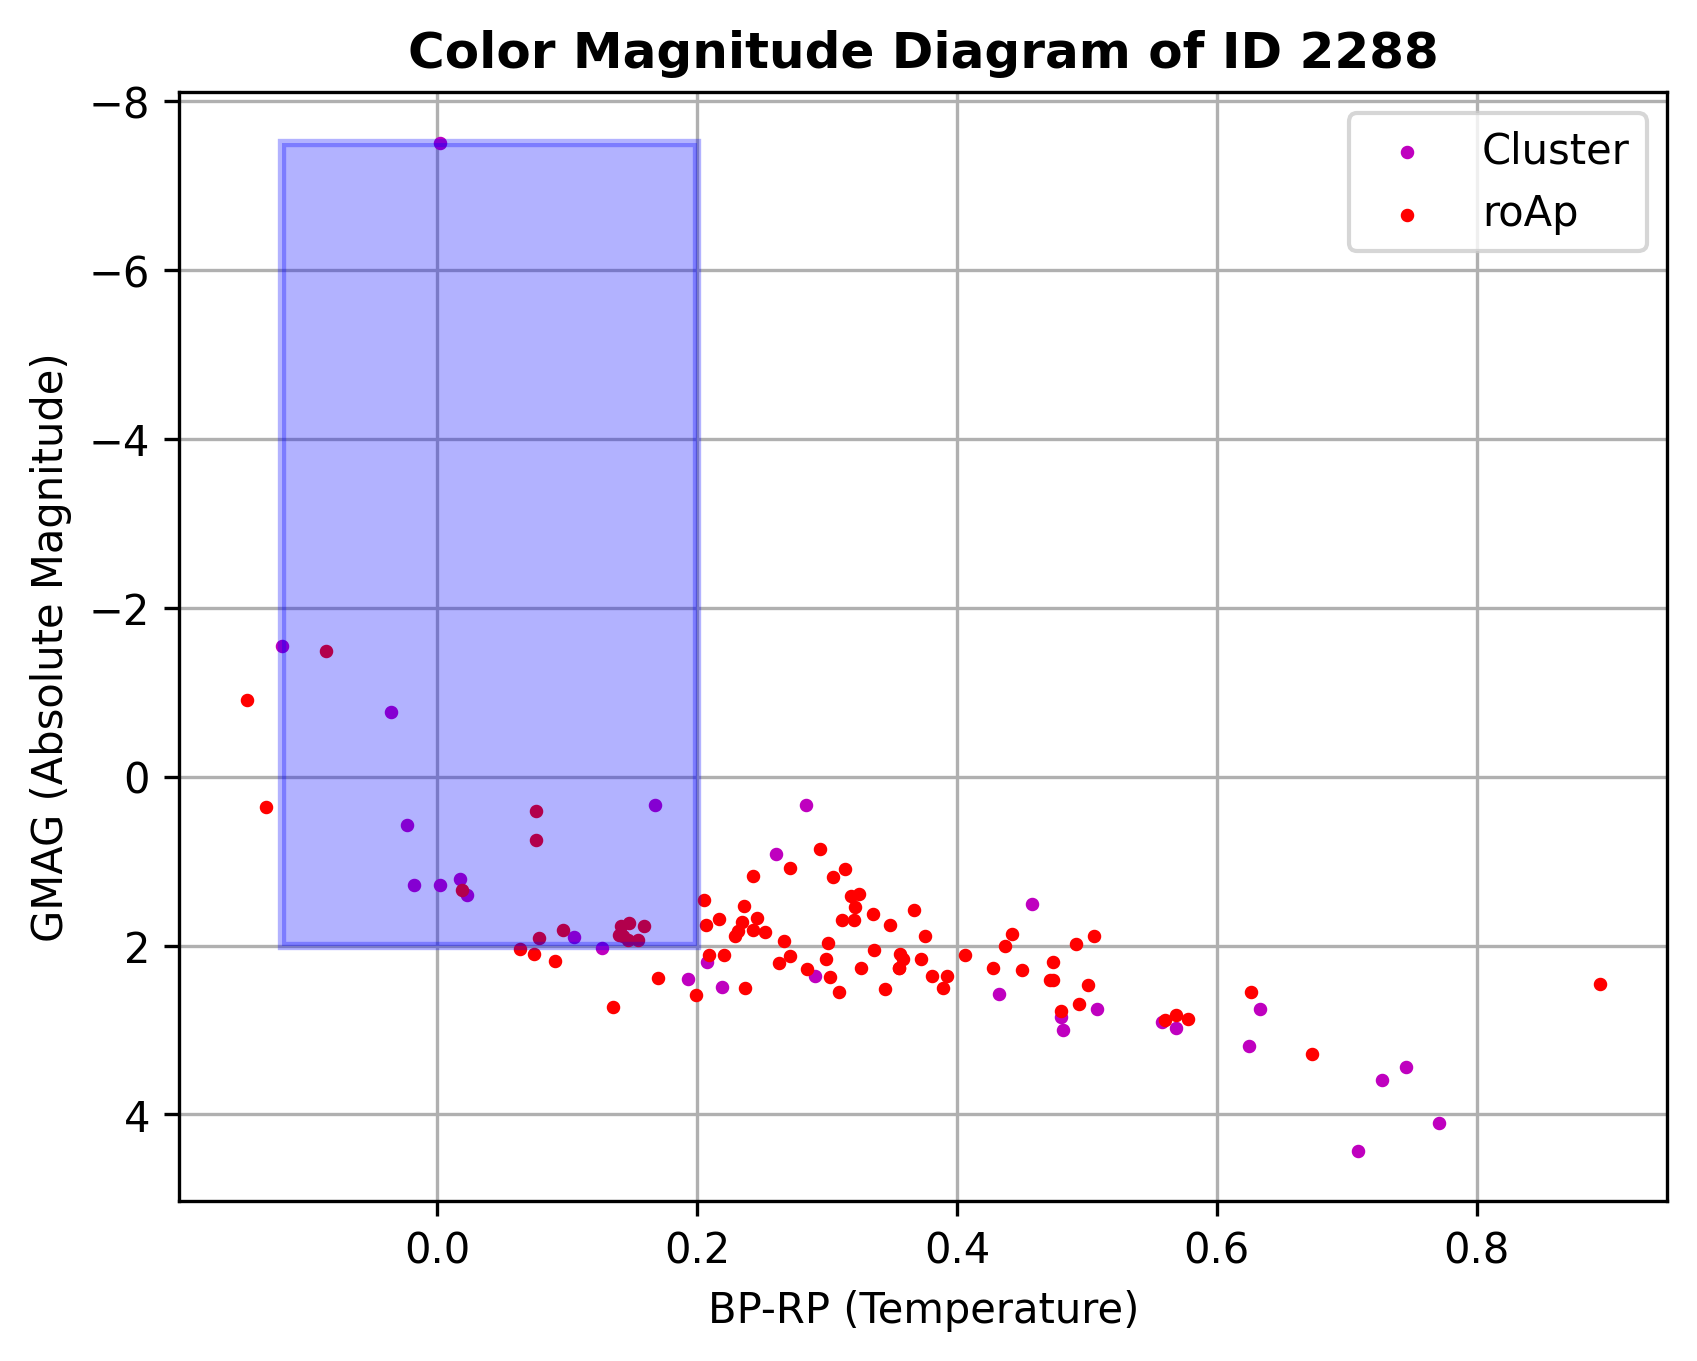 Color Magnitude Diagram of ID 2288
Cluster
roAp
GMAG (Absolute Magnitude)
−8
−6
−4
−2
0
2
4
0.0 0.2 0.4 0.6 0.8
BP-RP (Temperature)